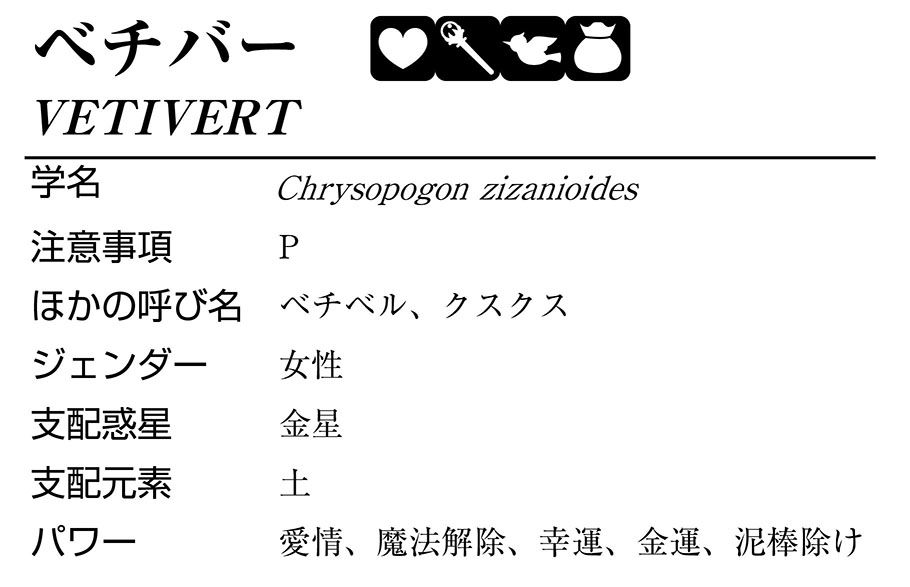 ベチバー
VETIVERT
学名 Chrysopogon zizanioides
注意事項 P
ほかの呼び名 ベチベル、クスクス
ジェンダー 女性
支配惑星 金星
支配元素 土
パワー 愛情、魔法解除、幸運、金運、泥棒除け